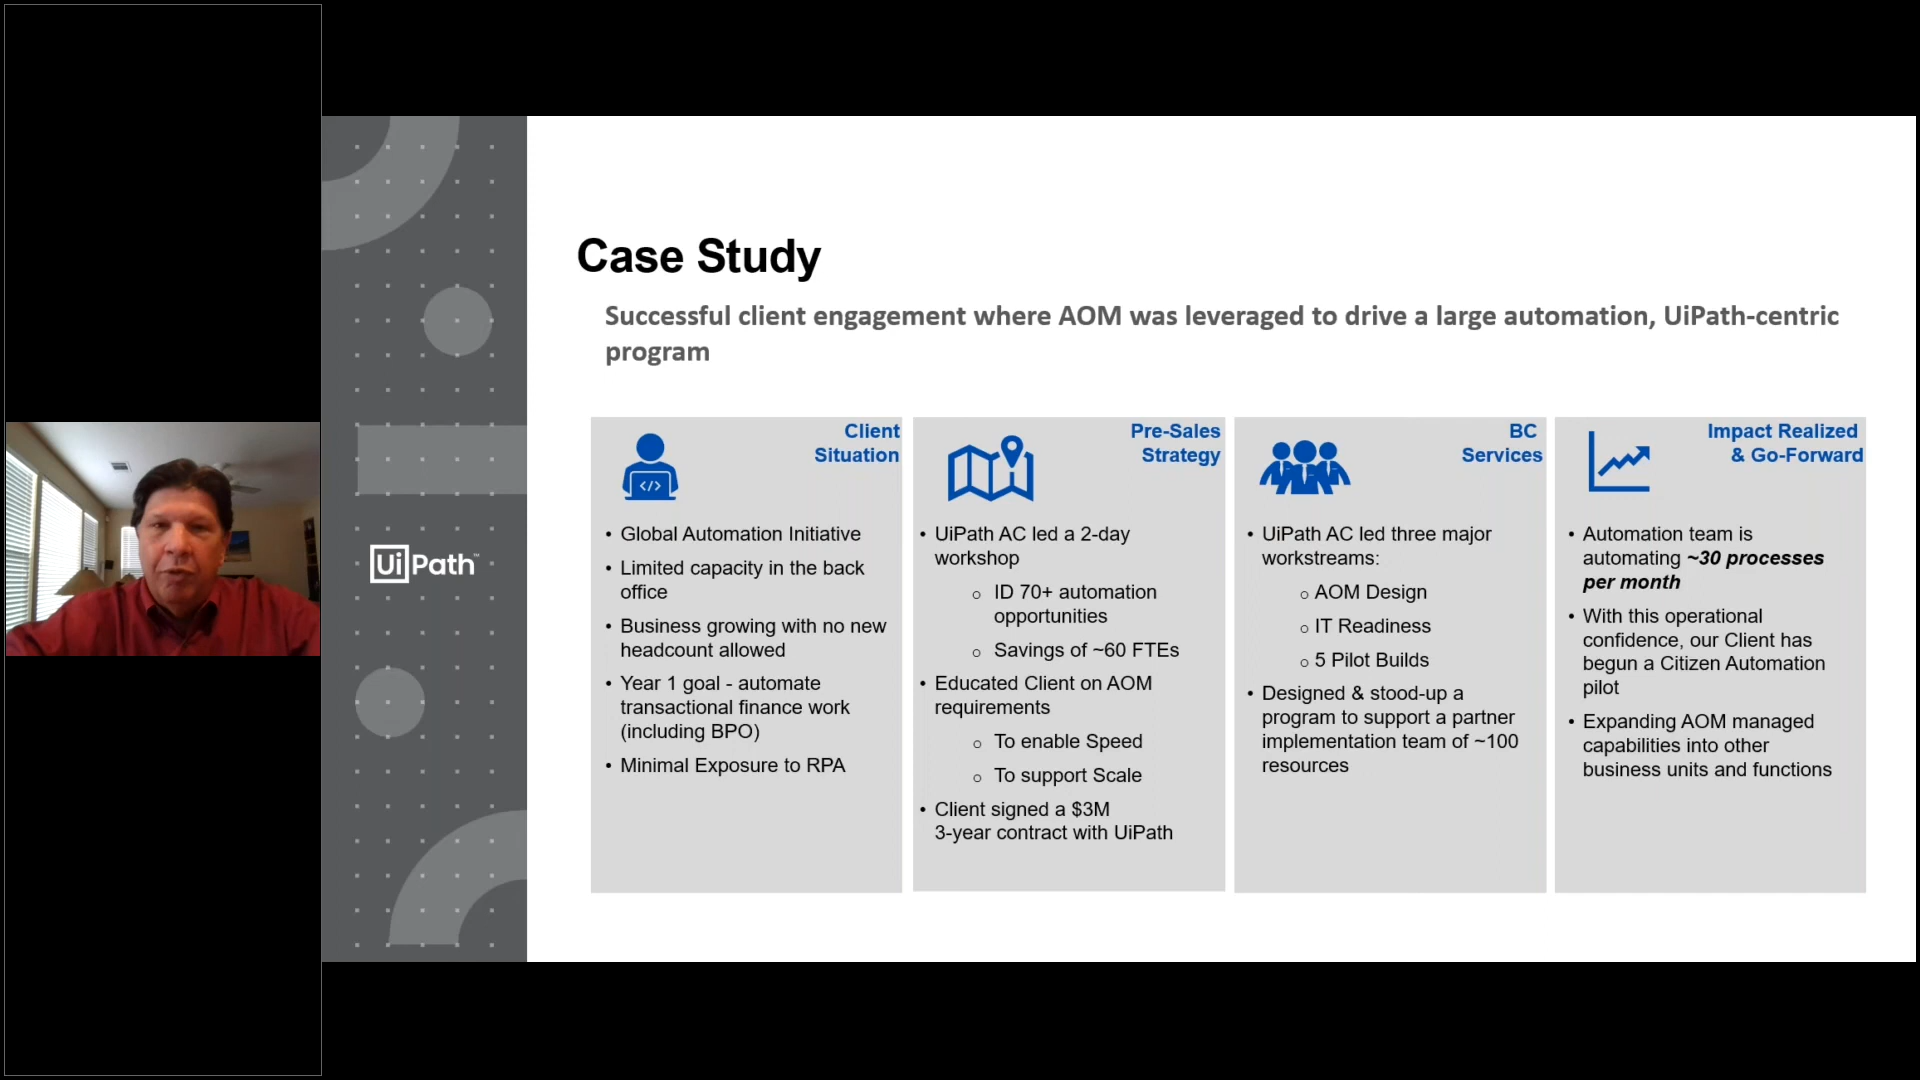 Case Study
Successful client engagement where AOM was leveraged to drive a large automation, UiPath-centric
program
UiPath™
Client
Situation
</>
• Global Automation Initiative
• Limited capacity in the back
office
• Business growing with no new
headcount allowed
• Year 1 goal - automate
transactional finance work
(including BPO)
• Minimal Exposure to RPA
Pre-Sales
Strategy
• UiPath AC led a 2-day
workshop
o ID 70+ automation
opportunities
o Savings of ~60 FTEs
• Educated Client on AOM
requirements
o To enable Speed
o To support Scale
• Client signed a $3M
3-year contract with UiPath
BC
Services
• UiPath AC led three major
workstreams:
o AOM Design
o IT Readiness
o 5 Pilot Builds
• Designed & stood-up a
program to support a partner
implementation team of ~100
resources
Impact Realized
& Go-Forward
• Automation team is
automating ~30 processes
per month
• With this operational
confidence, our Client has
begun a Citizen Automation
pilot
• Expanding AOM managed
capabilities into other
business units and functions